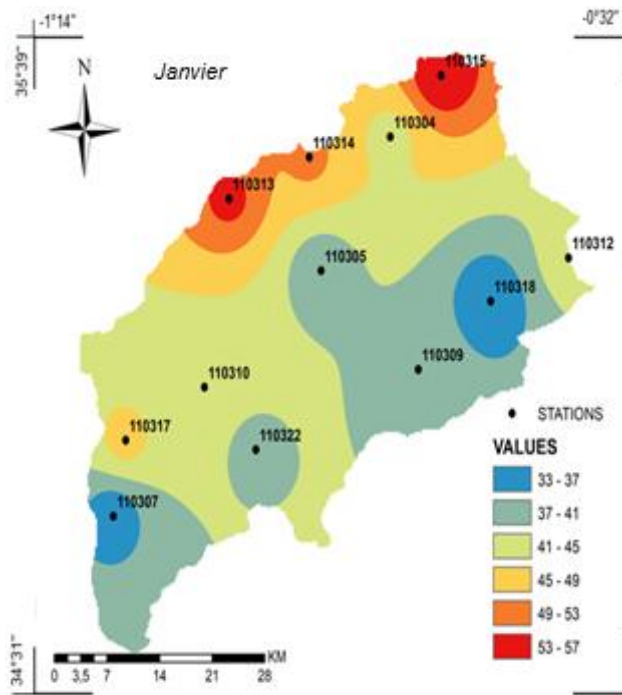 -1°14"
-0°32"
35°39"
Janvier
N
110315
110304
110314
110313
110312
110305
110318
110309
110310
110317
110322
110307
STATIONS
VALUES
33 - 37
37 - 41
41 - 45
45 - 49
49 - 53
53 - 57
34°31"
KM
0 3,5 7 14 21 28